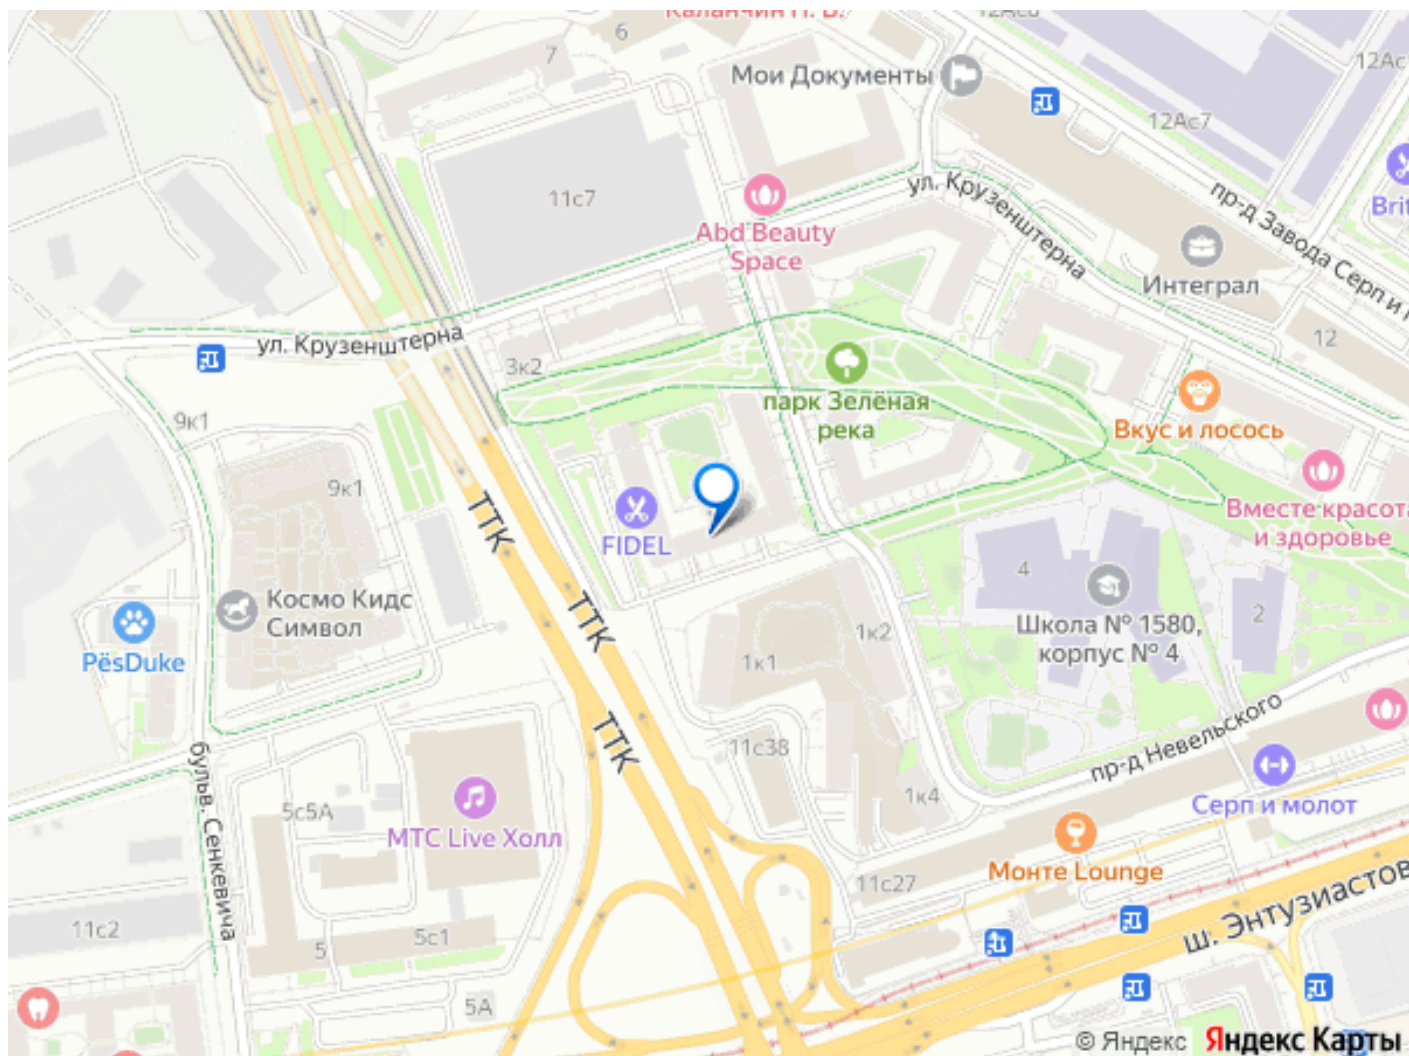 Каланчин П. В.
12Ас6
6
7
12Ас
Мои Документы
12Ас7
11с7
ул. Крузенштерна
пр-д Завода Серп и
Brit
Abd Beauty
Space
Интеграл
ул. Крузенштерна
12
3к2
парк Зелёная
река
9к1
Вкус и лосось
9к1
ТТК
FIDEL
Вместе красота
и здоровье
4
Космо Кидс
Символ
ТТК
Школа № 1580,
корпус № 4
2
1к2
PёsDuke
1к1
ТТК
11с38
пр-д Невельского
бульв. Сенкевича
5с5А
1к4
Серп и молот
МТС Live Холл
Монте Lounge
11с27
ш. Энтузиастов
11с2
5с1
5
5А
© Яндекс Яндекс Карты